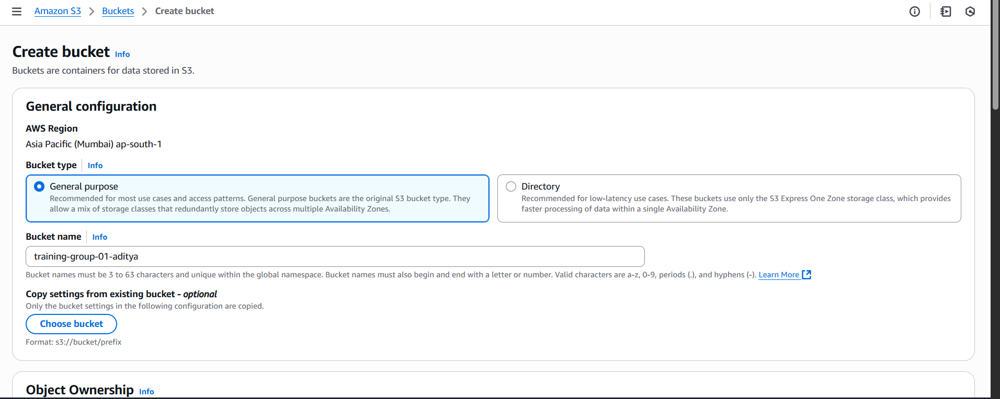 Amazon S3 > Buckets > Create bucket
Create bucket Info
Buckets are containers for data stored in S3.
General configuration
AWS Region
Asia Pacific (Mumbai) ap-south-1
Bucket type Info
General purpose
Recommended for most use cases and access patterns. General purpose buckets are the original S3 bucket type. They
allow a mix of storage classes that redundantly store objects across multiple Availability Zones.
Directory
Recommended for low-latency use cases. These buckets use only the S3 Express One Zone storage class, which provides
faster processing of data within a single Availability Zone.
Bucket name Info
training-group-01-aditya
Bucket names must be 3 to 63 characters and unique within the global namespace. Bucket names must also begin and end with a letter or number. Valid characters are a-z, 0-9, periods (.), and hyphens (-). Learn More
Copy settings from existing bucket - optional
Only the bucket settings in the following configuration are copied.
Choose bucket
Format: s3://bucket/prefix
Object Ownership Info